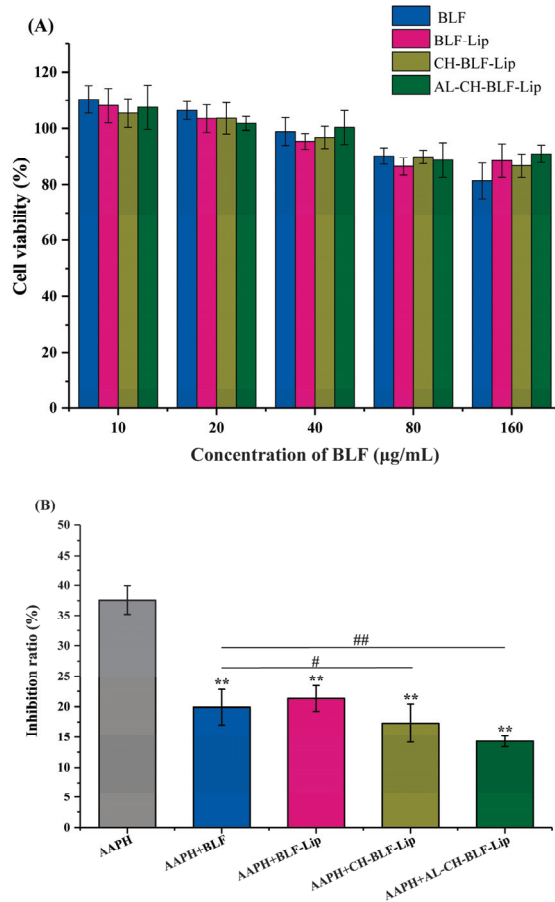 (A)
BLF
BLF-Lip
CH-BLF-Lip
AL-CH-BLF-Lip
120
100
80
60
40
20
0
Cell viability (%)
10 20 40 80 160
Concentration of BLF (μg/mL)
(B)
50
45
40
35
30
25
20
15
10
5
0
Inhibition ratio (%)
##
#
** ** ** **
AAPH AAPH+BLF AAPH+BLF-Lip AAPH+CH-BLF-Lip AAPH+AL-CH-BLF-Lip